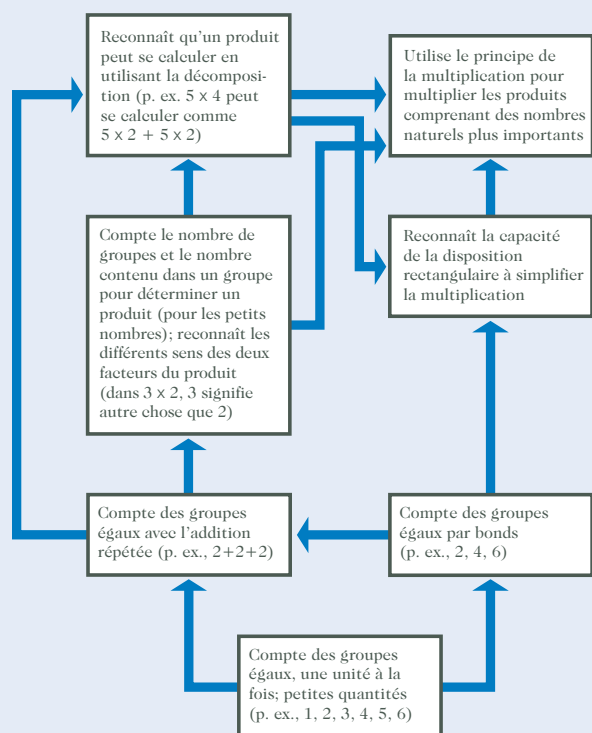 Reconnaît qu'un produit
peut se calculer en
utilisant la décomposi-
tion (p. ex. 5 x 4 peut
se calculer comme
5 x 2 + 5 x 2)
Utilise le principe de
la multiplication pour
multiplier les produits
comprenant des nombres
naturels plus importants
Compte le nombre de
groupes et le nombre
contenu dans un groupe
pour déterminer un
produit (pour les petits
nombres); reconnaît les
différents sens des deux
facteurs du produit
(dans 3 x 2, 3 signifie
autre chose que 2)
Reconnaît la capacité
de la disposition
rectangulaire à simplifier
la multiplication
Compte des groupes
égaux avec l'addition
répétée (p. ex., 2+2+2)
Compte des groupes
égaux par bonds
(p. ex., 2, 4, 6)
Compte des groupes
égaux, une unité à la
fois; petites quantités
(p. ex., 1, 2, 3, 4, 5, 6)